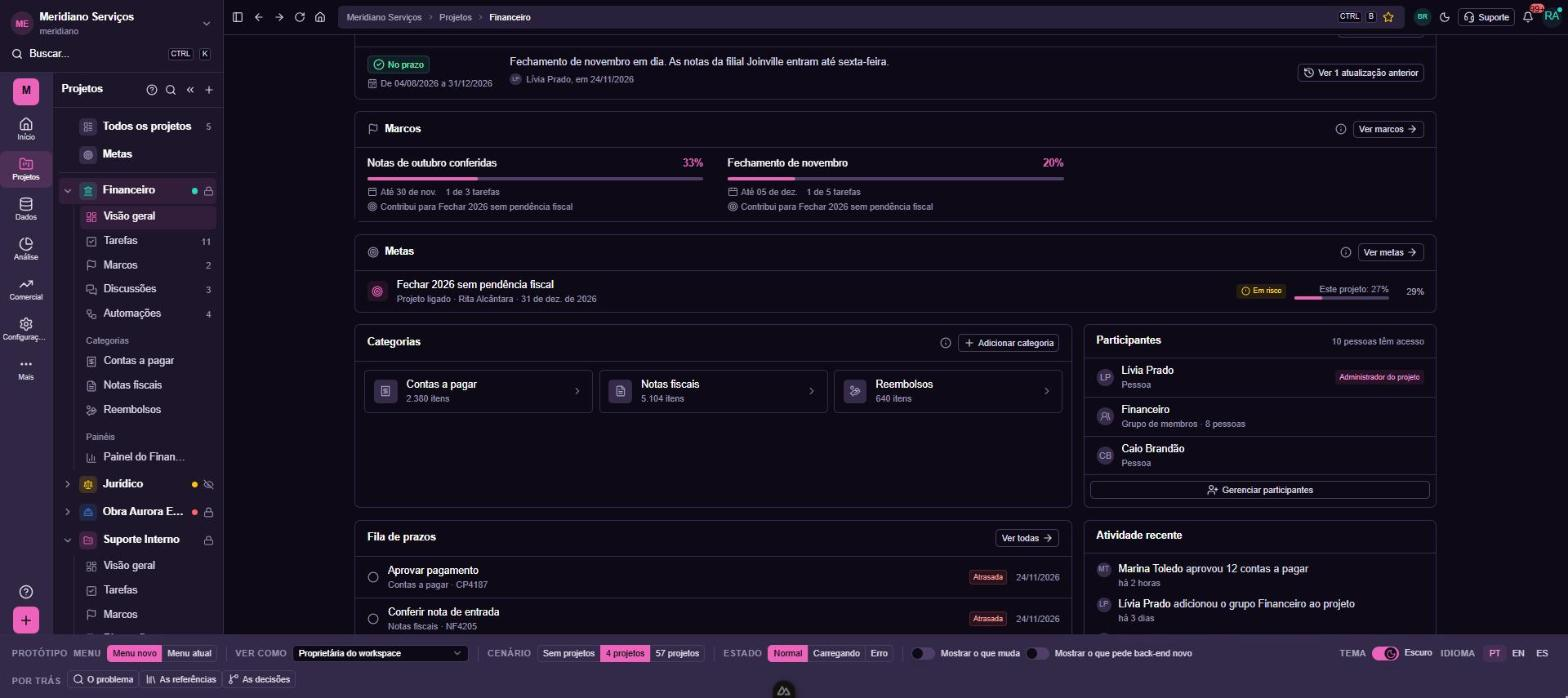 ME Meridiano Serviços
meridiano
Meridiano Serviços > Projetos > Financeiro
CTRL B
BR
Suporte
99+
RA
Buscar... CTRL K
M
Início
Projetos
Dados
Análise
Comercial
Configuraç...
Mais
Projetos
Todos os projetos 5
Metas
Financeiro
Visão geral
Tarefas 11
Marcos 2
Discussões 3
Automações 4
Categorias
Contas a pagar
Notas fiscais
Reembolsos
Painéis
Painel do Finan...
Jurídico
Obra Aurora E...
Suporte Interno
Visão geral
Tarefas
Marcos
No prazo
De 04/08/2026 a 31/12/2026
Fechamento de novembro em dia. As notas da filial Joinville entram até sexta-feira.
LP Lívia Prado, em 24/11/2026
Ver 1 atualização anterior
Marcos
Ver marcos
Notas de outubro conferidas 33%
Até 30 de nov. 1 de 3 tarefas
Contribui para Fechar 2026 sem pendência fiscal
Fechamento de novembro 20%
Até 05 de dez. 1 de 5 tarefas
Contribui para Fechar 2026 sem pendência fiscal
Metas
Ver metas
Fechar 2026 sem pendência fiscal
Projeto ligado · Rita Alcântara · 31 de dez. de 2026
Em risco
Este projeto: 27%
29%
Categorias
Adicionar categoria
Contas a pagar
2.380 itens
Notas fiscais
5.104 itens
Reembolsos
640 itens
Participantes
10 pessoas têm acesso
LP Lívia Prado
Pessoa
Administrador do projeto
Financeiro
Grupo de membros · 8 pessoas
CB Caio Brandão
Pessoa
Gerenciar participantes
Fila de prazos
Ver todas
Aprovar pagamento
Contas a pagar · CP4187
Atrasada 24/11/2026
Conferir nota de entrada
Notas fiscais · NF4205
Atrasada 24/11/2026
Atividade recente
MT Marina Toledo aprovou 12 contas a pagar
há 2 horas
LP Lívia Prado adicionou o grupo Financeiro ao projeto
há 3 dias
PROTÓTIPO MENU Menu novo Menu atual VER COMO Proprietária do workspace CENÁRIO Sem projetos 4 projetos 57 projetos ESTADO Normal Carregando Erro Mostrar o que muda Mostrar o que pede back-end novo TEMA Escuro IDIOMA PT EN ES
POR TRÁS O problema As referências As decisões